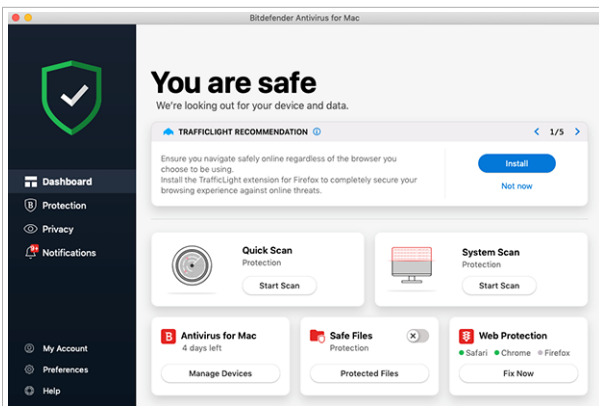 Bitdefender Antivirus for Mac
You are safe
We're looking out for your device and data.
TRAFFICLIGHT RECOMMENDATION
1/5
Ensure you navigate safely online regardless of the browser you
choose to be using.
Install the TrafficLight extension for Firefox to completely secure your
browsing experience against online threats.
Install
Not now
Dashboard
B Protection
Privacy
9+
Notifications
My Account
Preferences
Help
Quick Scan
Protection
Start Scan
System Scan
Protection
Start Scan
B Antivirus for Mac
4 days left
Manage Devices
Safe Files
Protection
Protected Files
Web Protection
Safari Chrome Firefox
Fix Now